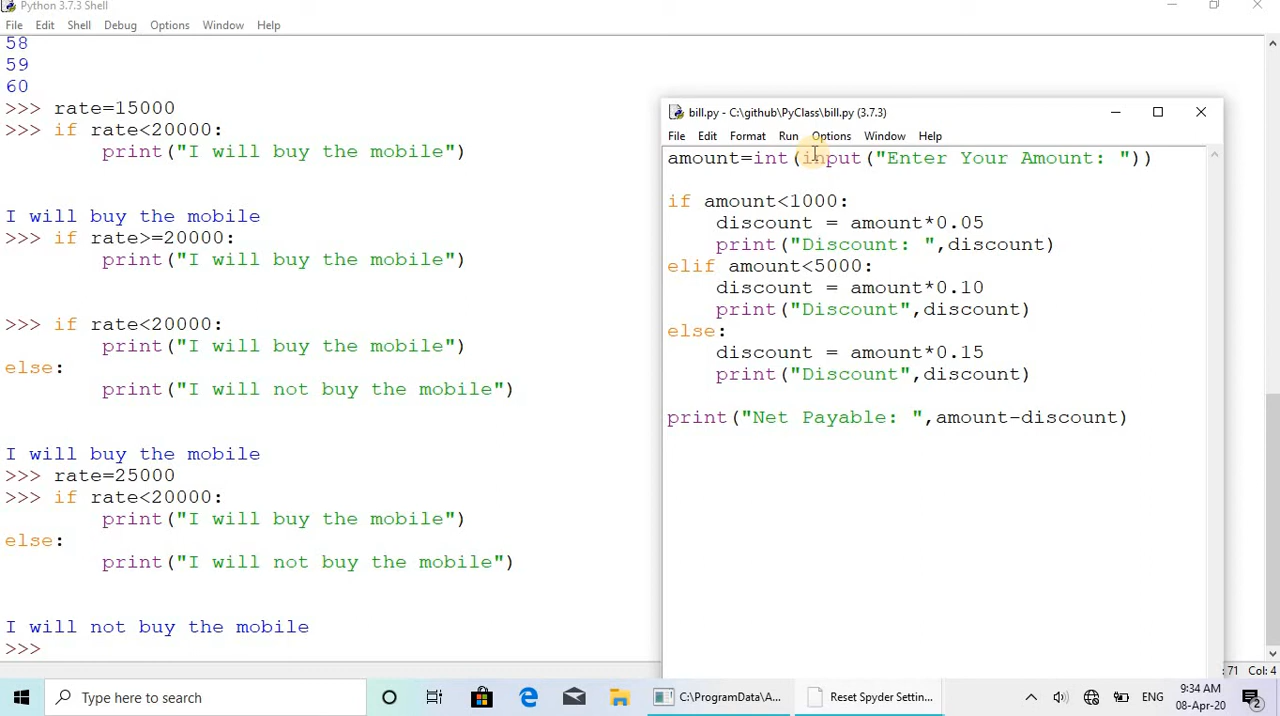 Python 3.7.3 Shell
File Edit Shell Debug Options Window Help
58
59
60
>>> rate=15000
>>> if rate<20000:
print("I will buy the mobile")
I will buy the mobile
>>> if rate>=20000:
print("I will buy the mobile")
>>> if rate<20000:
print("I will buy the mobile")
else:
print("I will not buy the mobile")
I will buy the mobile
>>> rate=25000
>>> if rate<20000:
print("I will buy the mobile")
else:
print("I will not buy the mobile")
I will not buy the mobile
>>>
bill.py - C:\github\PyClass\bill.py (3.7.3)
File Edit Format Run Options Window Help
amount=int(input("Enter Your Amount: "))
if amount<1000:
discount = amount*0.05
print("Discount: ",discount)
elif amount<5000:
discount = amount*0.10
print("Discount",discount)
else:
discount = amount*0.15
print("Discount",discount)
print("Net Payable: ",amount-discount)
71 Col: 4
Type here to search
C:\ProgramData\A...
Reset Spyder Settin...
ENG
9:34 AM
08-Apr-20
2